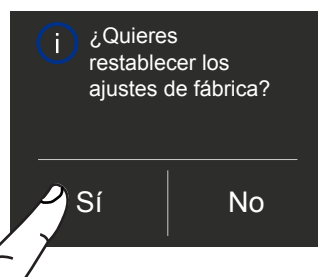 i
¿Quieres
restablecer los
ajustes de fábrica?
Sí
No